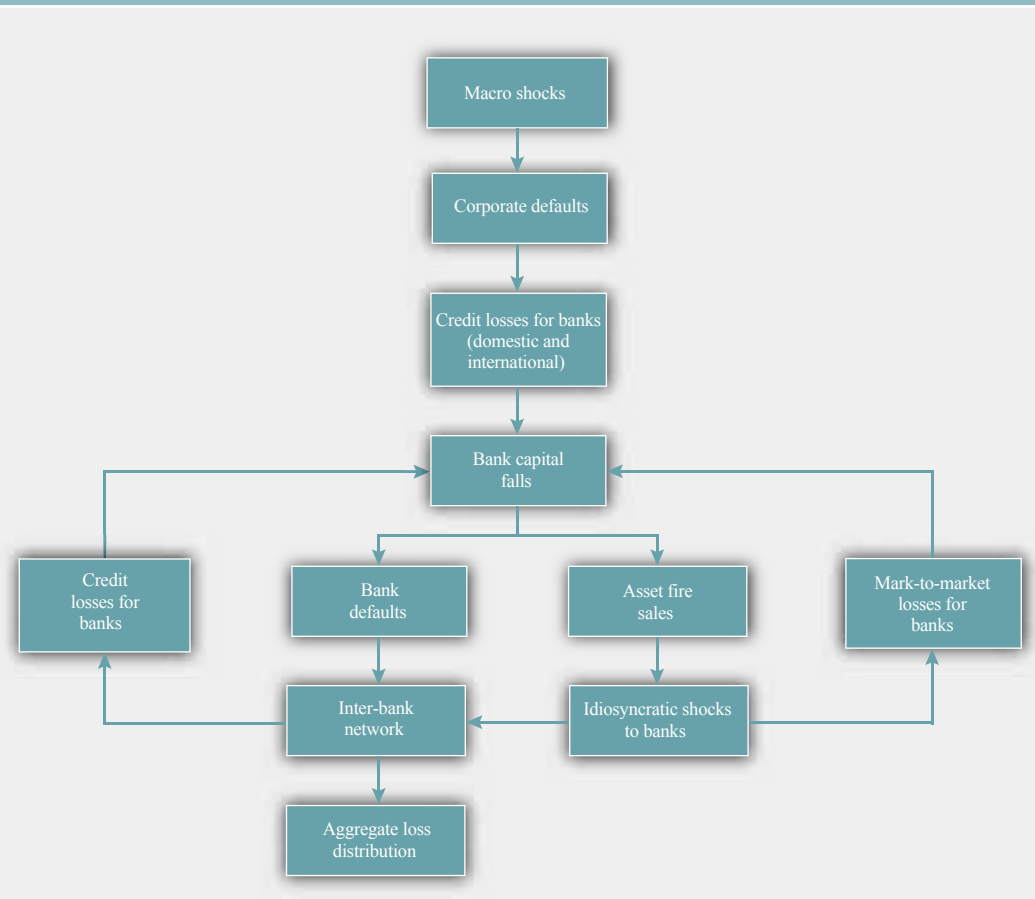 Macro shocks
Corporate defaults
Credit losses for banks
(domestic and
international)
Bank capital
falls
Credit
losses for
banks
Bank
defaults
Asset fire
sales
Mark-to-market
losses for
banks
Inter-bank
network
Idiosyncratic shocks
to banks
Aggregate loss
distribution